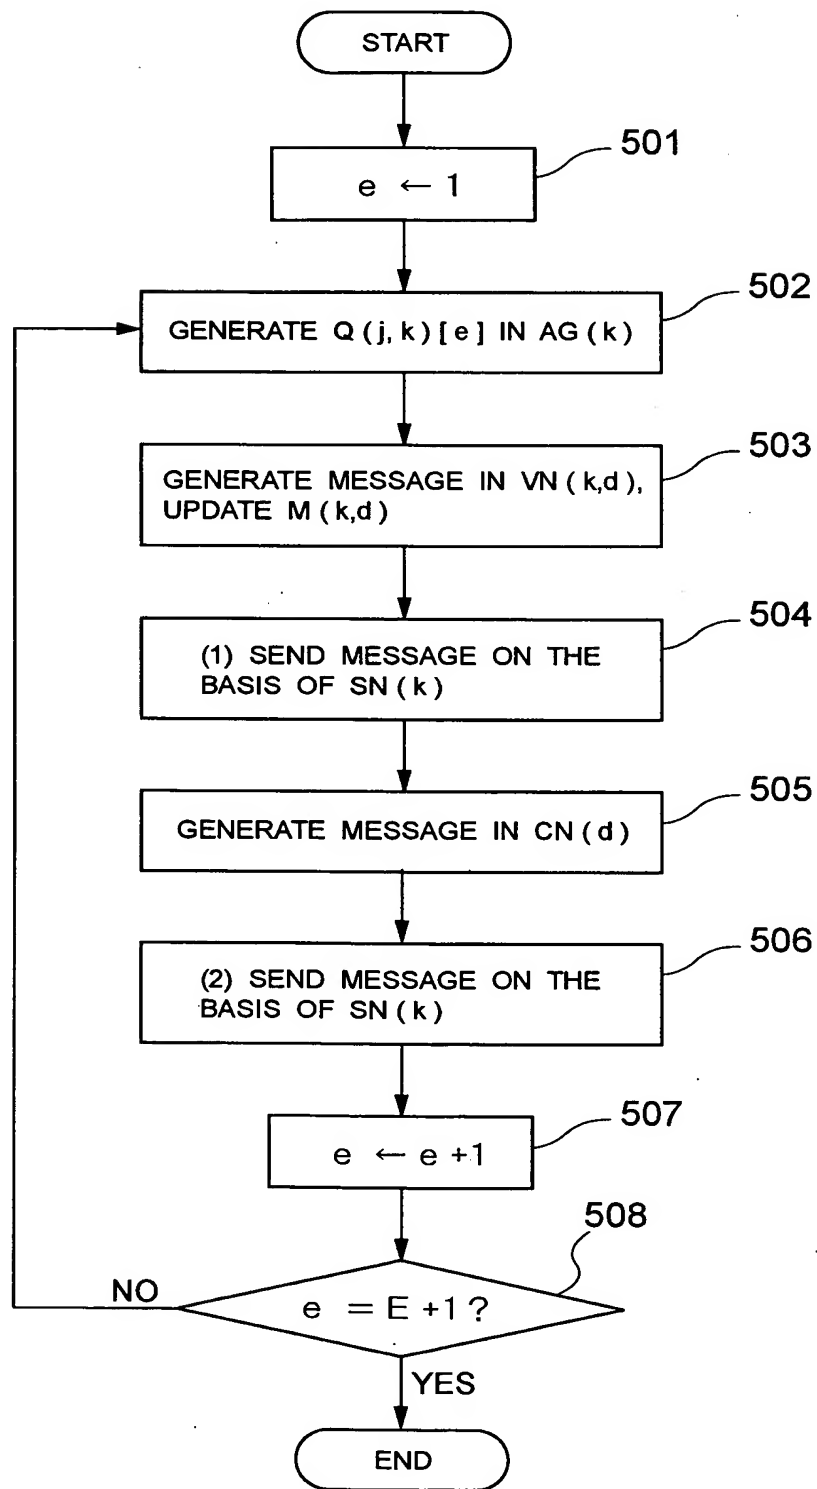 START
501
e ← 1
502
GENERATE Q(j,k)[e] IN AG(k)
503
GENERATE MESSAGE IN VN(k,d),
UPDATE M(k,d)
504
(1) SEND MESSAGE ON THE
BASIS OF SN(k)
505
GENERATE MESSAGE IN CN(d)
506
(2) SEND MESSAGE ON THE
BASIS OF SN(k)
507
e ← e +1
508
e = E +1 ?
NO
YES
END